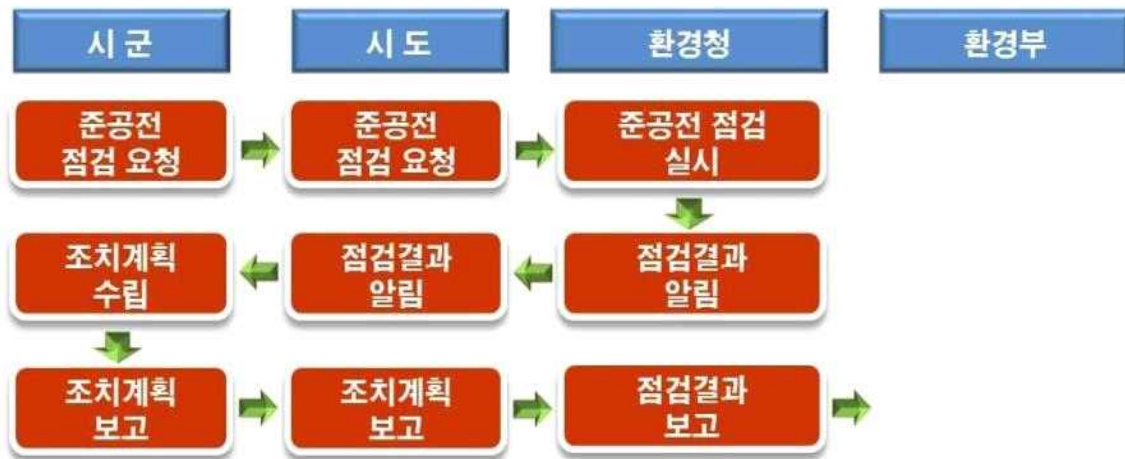 시 군
시 도
환경청
환경부
준공전
점검 요청
준공전
점검 요청
준공전 점검
실시
조치계획
수립
점검결과
알림
점검결과
알림
조치계획
보고
조치계획
보고
점검결과
보고